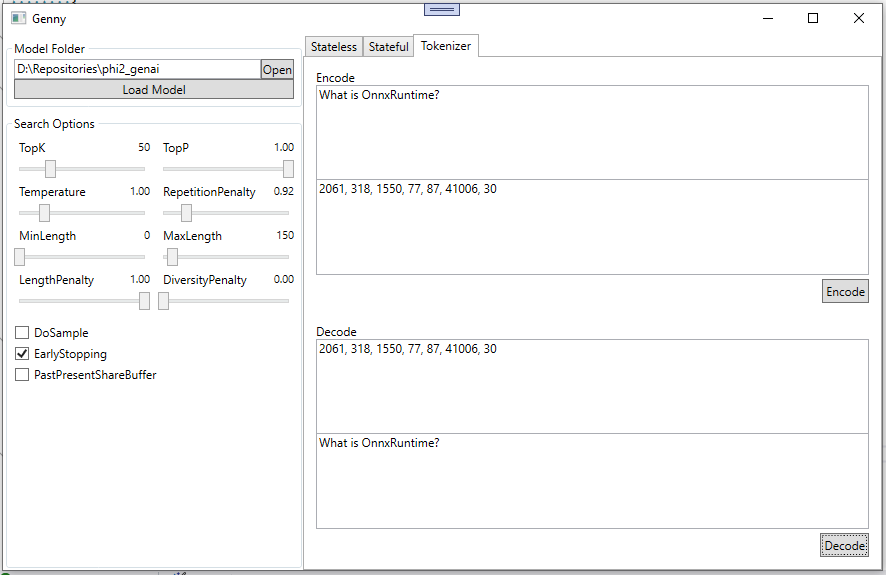 Genny
Model Folder
D:\Repositories\phi2_genai Open
Load Model
Search Options
TopK 50 TopP 1.00
Temperature 1.00 RepetitionPenalty 0.92
MinLength 0 MaxLength 150
LengthPenalty 1.00 DiversityPenalty 0.00
DoSample
EarlyStopping
PastPresentShareBuffer
Stateless Stateful Tokenizer
Encode
What is OnnxRuntime?
2061, 318, 1550, 77, 87, 41006, 30
Encode
Decode
2061, 318, 1550, 77, 87, 41006, 30
What is OnnxRuntime?
Decode